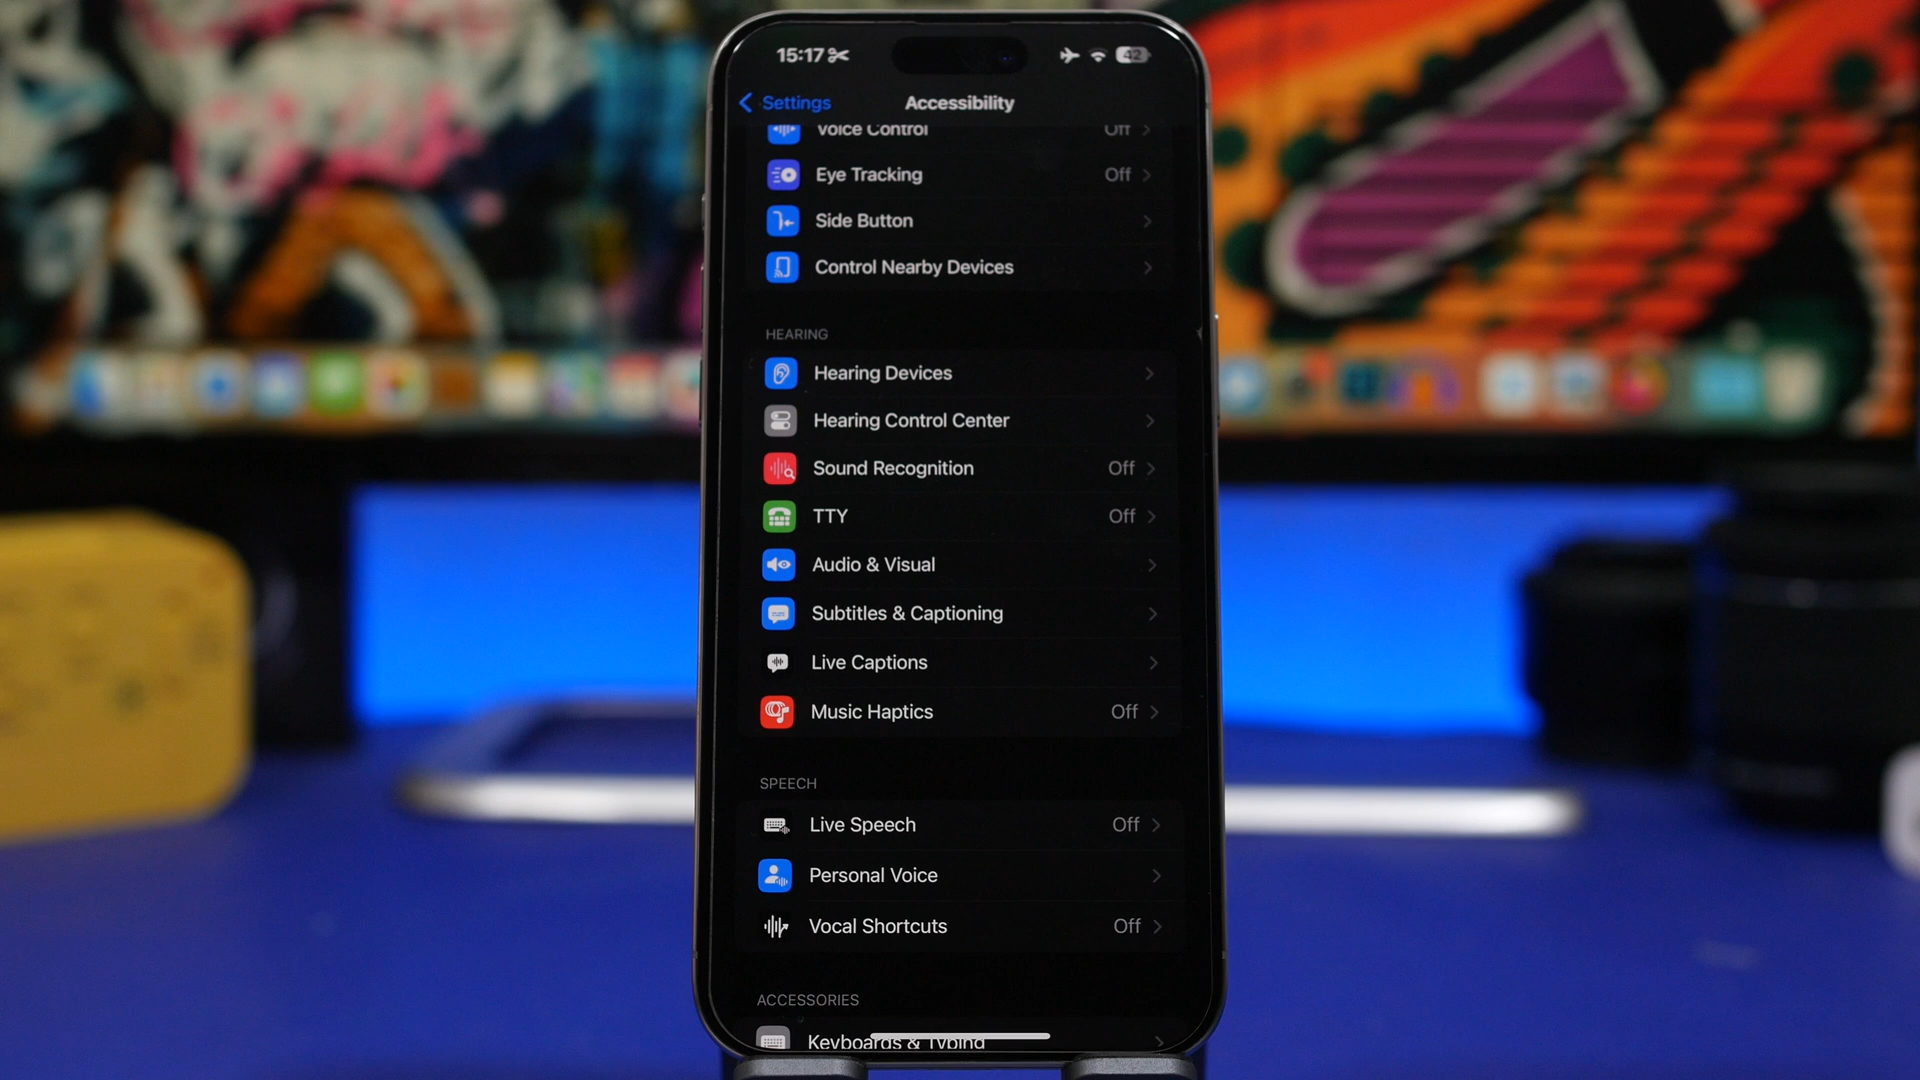 15:17 42
Settings Accessibility
Voice Control Off
Eye Tracking Off
Side Button
Control Nearby Devices
HEARING
Hearing Devices
Hearing Control Center
Sound Recognition Off
TTY Off
Audio & Visual
Subtitles & Captioning
Live Captions
Music Haptics Off
SPEECH
Live Speech Off
Personal Voice
Vocal Shortcuts Off
ACCESSORIES
Keyboards & Typing